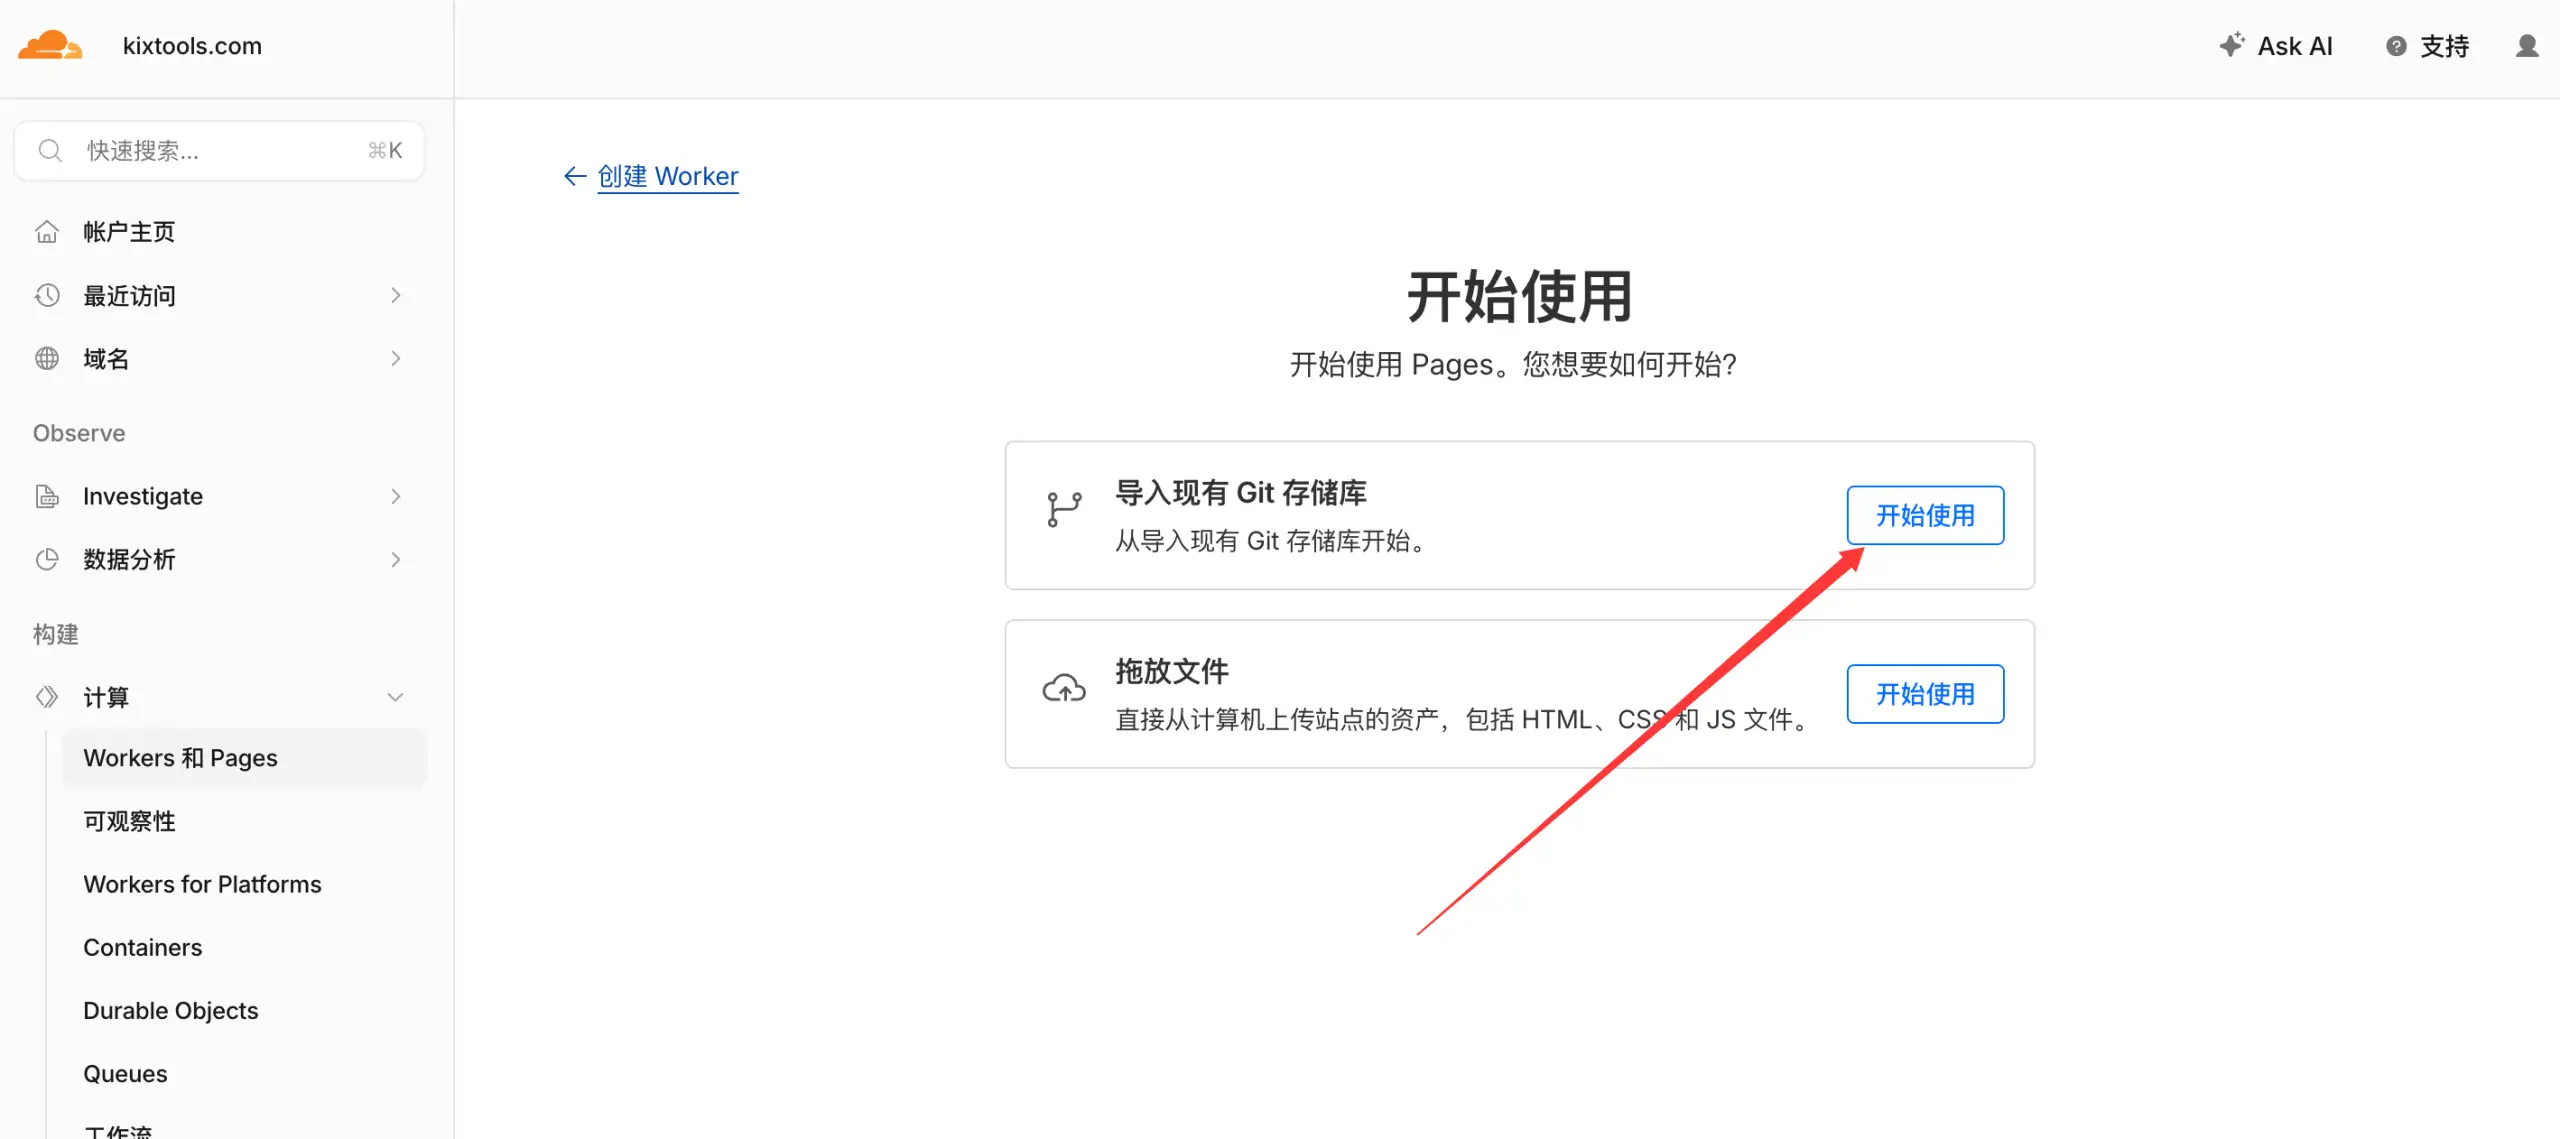 kixtools.com
Ask AI
支持
快速搜索...
⌘K
帐户主页
最近访问
域名
Observe
Investigate
数据分析
构建
计算
Workers 和 Pages
可观察性
Workers for Platforms
Containers
Durable Objects
Queues
工作流
创建 Worker
开始使用
开始使用 Pages。您想要如何开始?
导入现有 Git 存储库
从导入现有 Git 存储库开始。
开始使用
拖放文件
直接从计算机上传站点的资产，包括 HTML、CSS 和 JS 文件。
开始使用